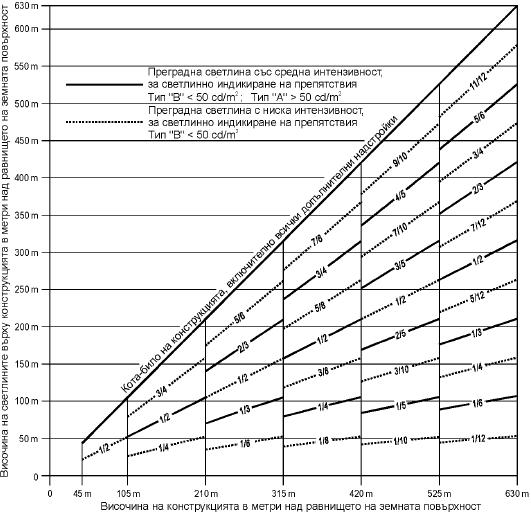 Височина на светлините върху конструкцията в метри над равнището на земната повърхност
630 m
600 m
550 m
500 m
450 m
400 m
350 m
300 m
250 m
200 m
150 m
100 m
50 m
0
Преградна светлина със средна интензивност,
за светлинно индикиране на препятствия
Тип "B" < 50 cd/m²; Тип "A" > 50 cd/m²
Преградна светлина с ниска интензивност,
за светлинно индикиране на препятствия
Тип "B" < 50 cd/m²
Кота-било на конструкцията, включително всички допълнителни надстройки
1/2
3/4
1/2
1/4
5/6
2/3
1/2
1/3
1/6
7/8
3/4
5/8
1/2
3/8
1/4
1/8
9/10
4/5
7/10
3/5
1/2
2/5
3/10
1/5
1/10
11/12
5/6
3/4
2/3
7/12
1/2
5/12
1/3
1/4
1/6
1/12
0
45 m
105 m
210 m
315 m
420 m
525 m
630 m
Височина на конструкцията в метри над равнището на земната повърхност